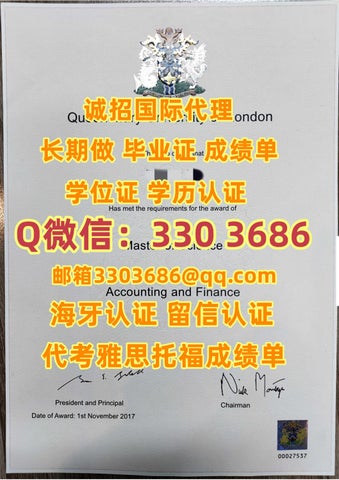 Que
ondon
诚招国际代理
长期做 毕业证 成绩单
学位证 学历认证
Has met the requirements for the award of
Q微信：330 3686
Maste
邮箱3303686@qq.com
Accounting and Finance
海牙认证 留信认证
代考雅思托福成绩单
President and Principal
Chairman
Date of Award: 1st November 2017
00027537